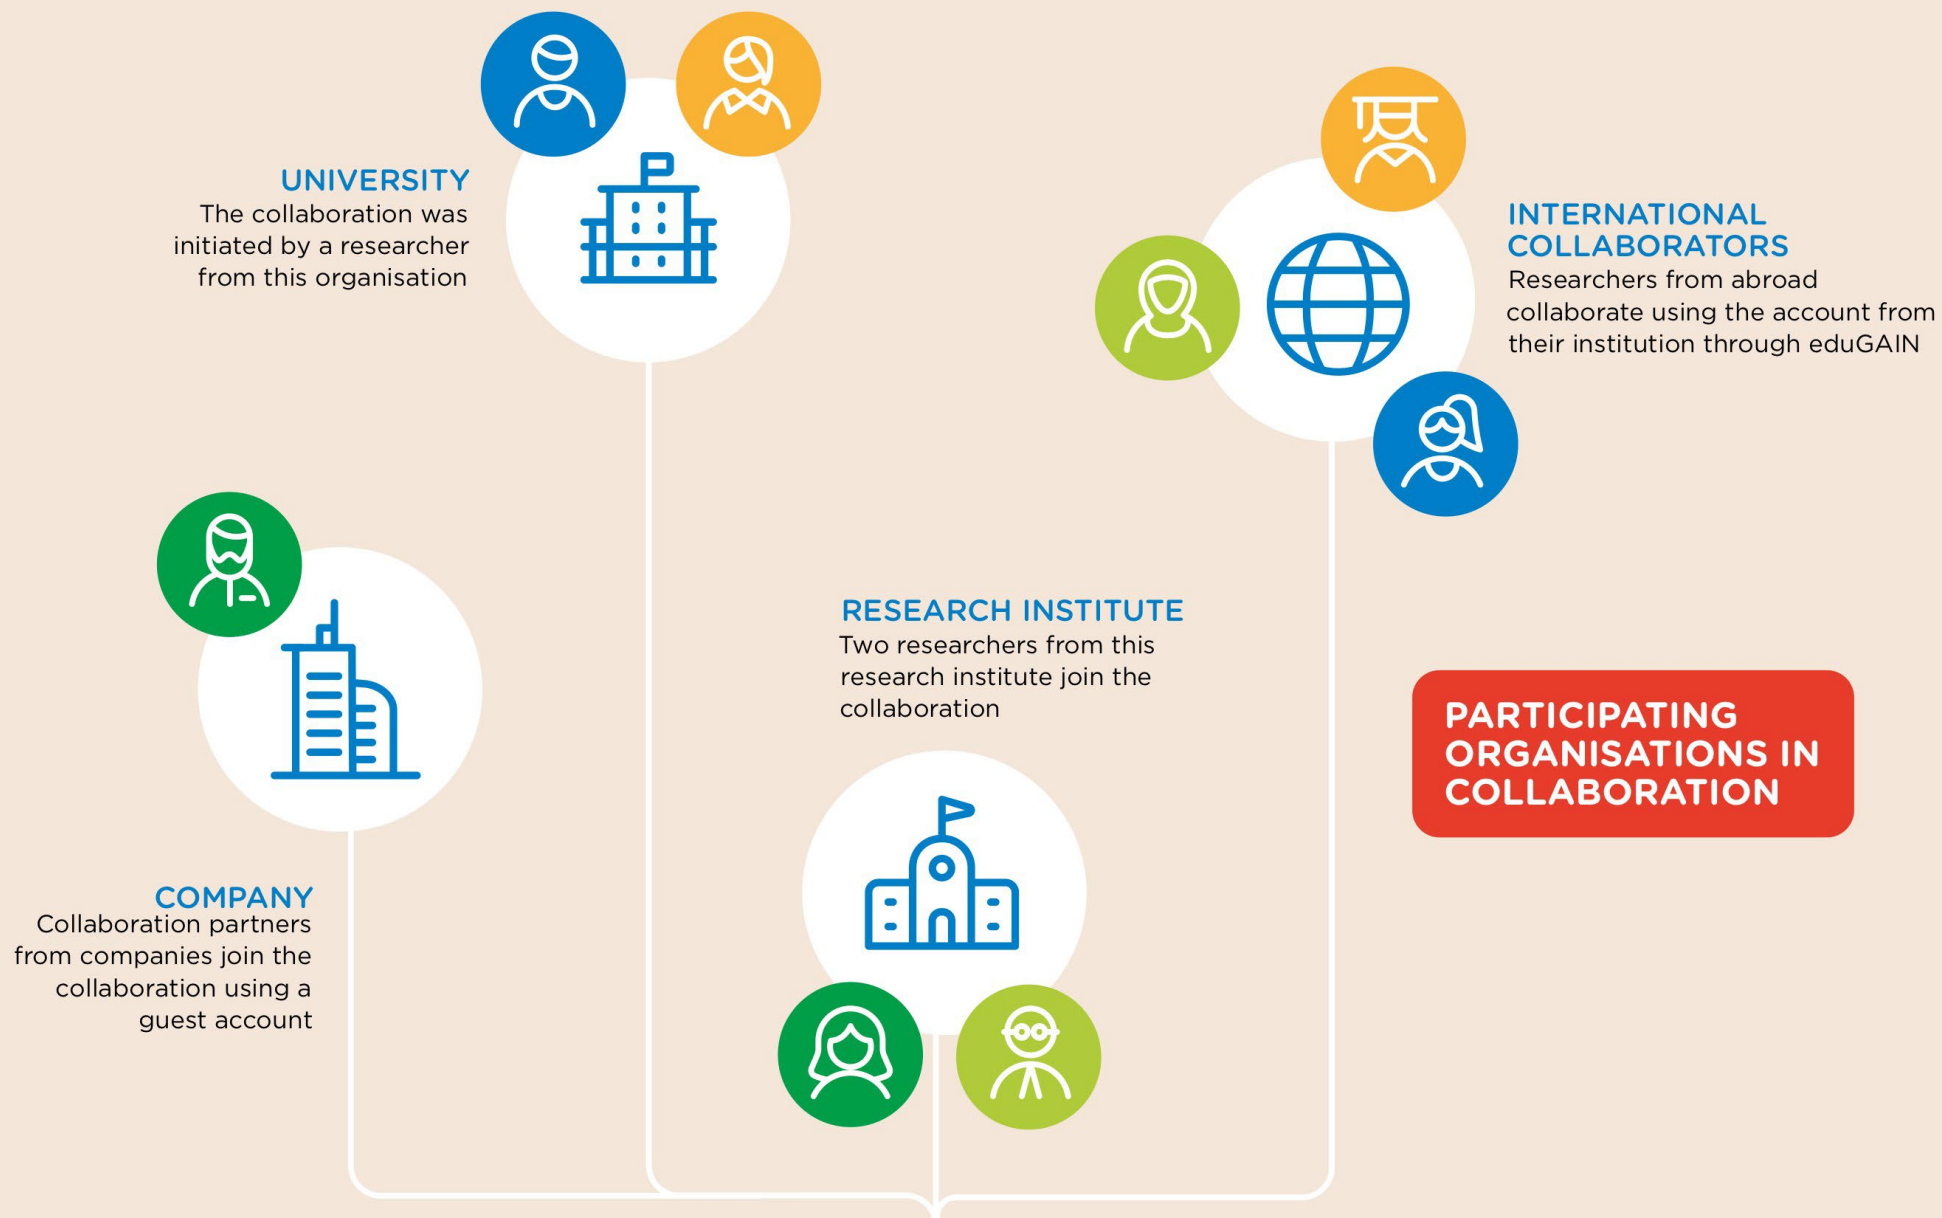 UNIVERSITY
The collaboration was
initiated by a researcher
from this organisation
INTERNATIONAL
COLLABORATORS
Researchers from abroad
collaborate using the account from
their institution through eduGAIN
RESEARCH INSTITUTE
Two researchers from this
research institute join the
collaboration
PARTICIPATING
ORGANISATIONS IN
COLLABORATION
COMPANY
Collaboration partners
from companies join the
collaboration using a
guest account